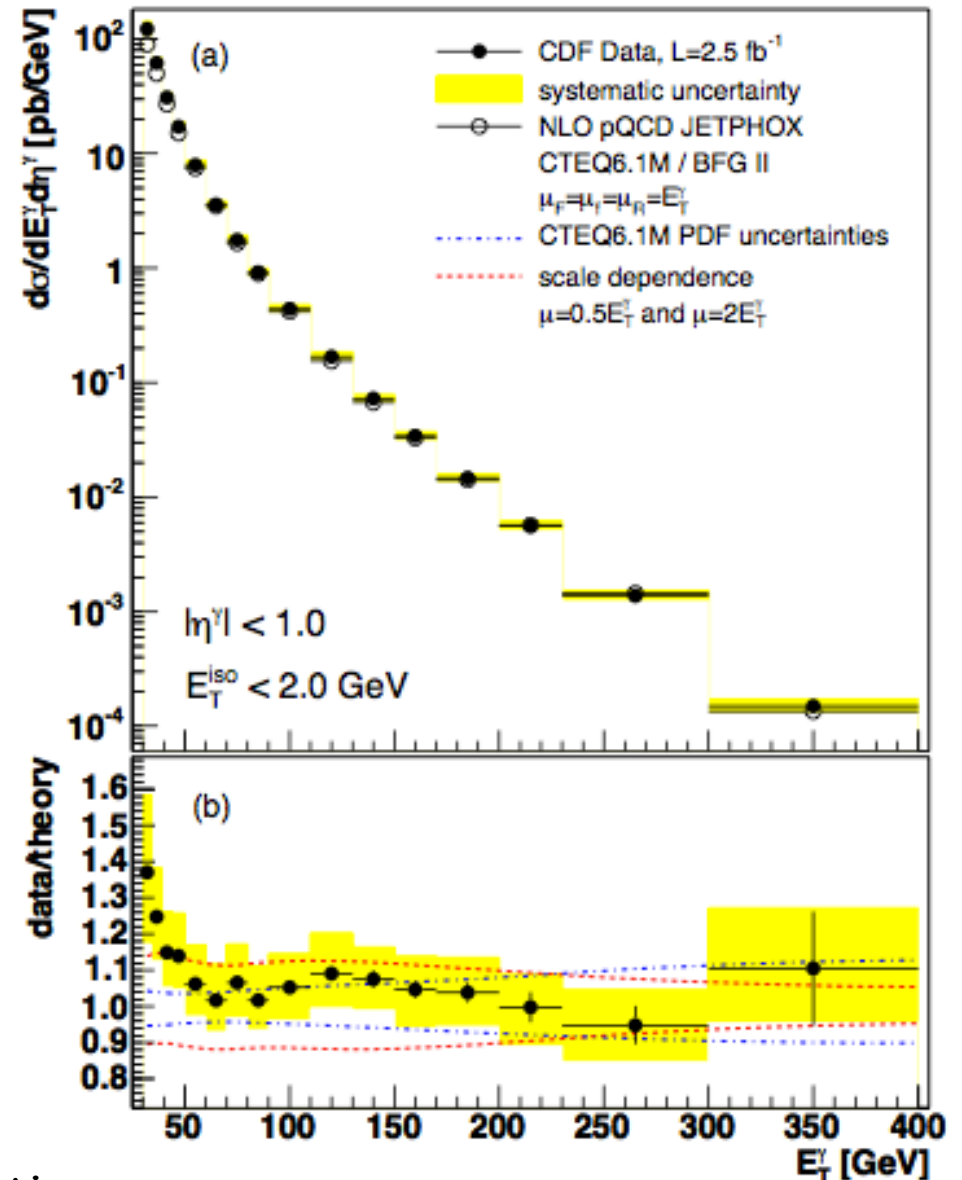 (a)
CDF Data, L=2.5 fb⁻¹
systematic uncertainty
NLO pQCD JETPHOX
CTEQ6.1M / BFG II
μ_F=μ_f=μ_R=E_T^γ
CTEQ6.1M PDF uncertainties
scale dependence
μ=0.5E_T^γ and μ=2E_T^γ
dσ/dE_T^γdη^γ [pb/GeV]
10²
10
1
10⁻¹
10⁻²
10⁻³
10⁻⁴
|η^γ| < 1.0
E_T^iso < 2.0 GeV
(b)
data/theory
1.6
1.5
1.4
1.3
1.2
1.1
1.0
0.9
0.8
50 100 150 200 250 300 350 400
E_T^γ [GeV]